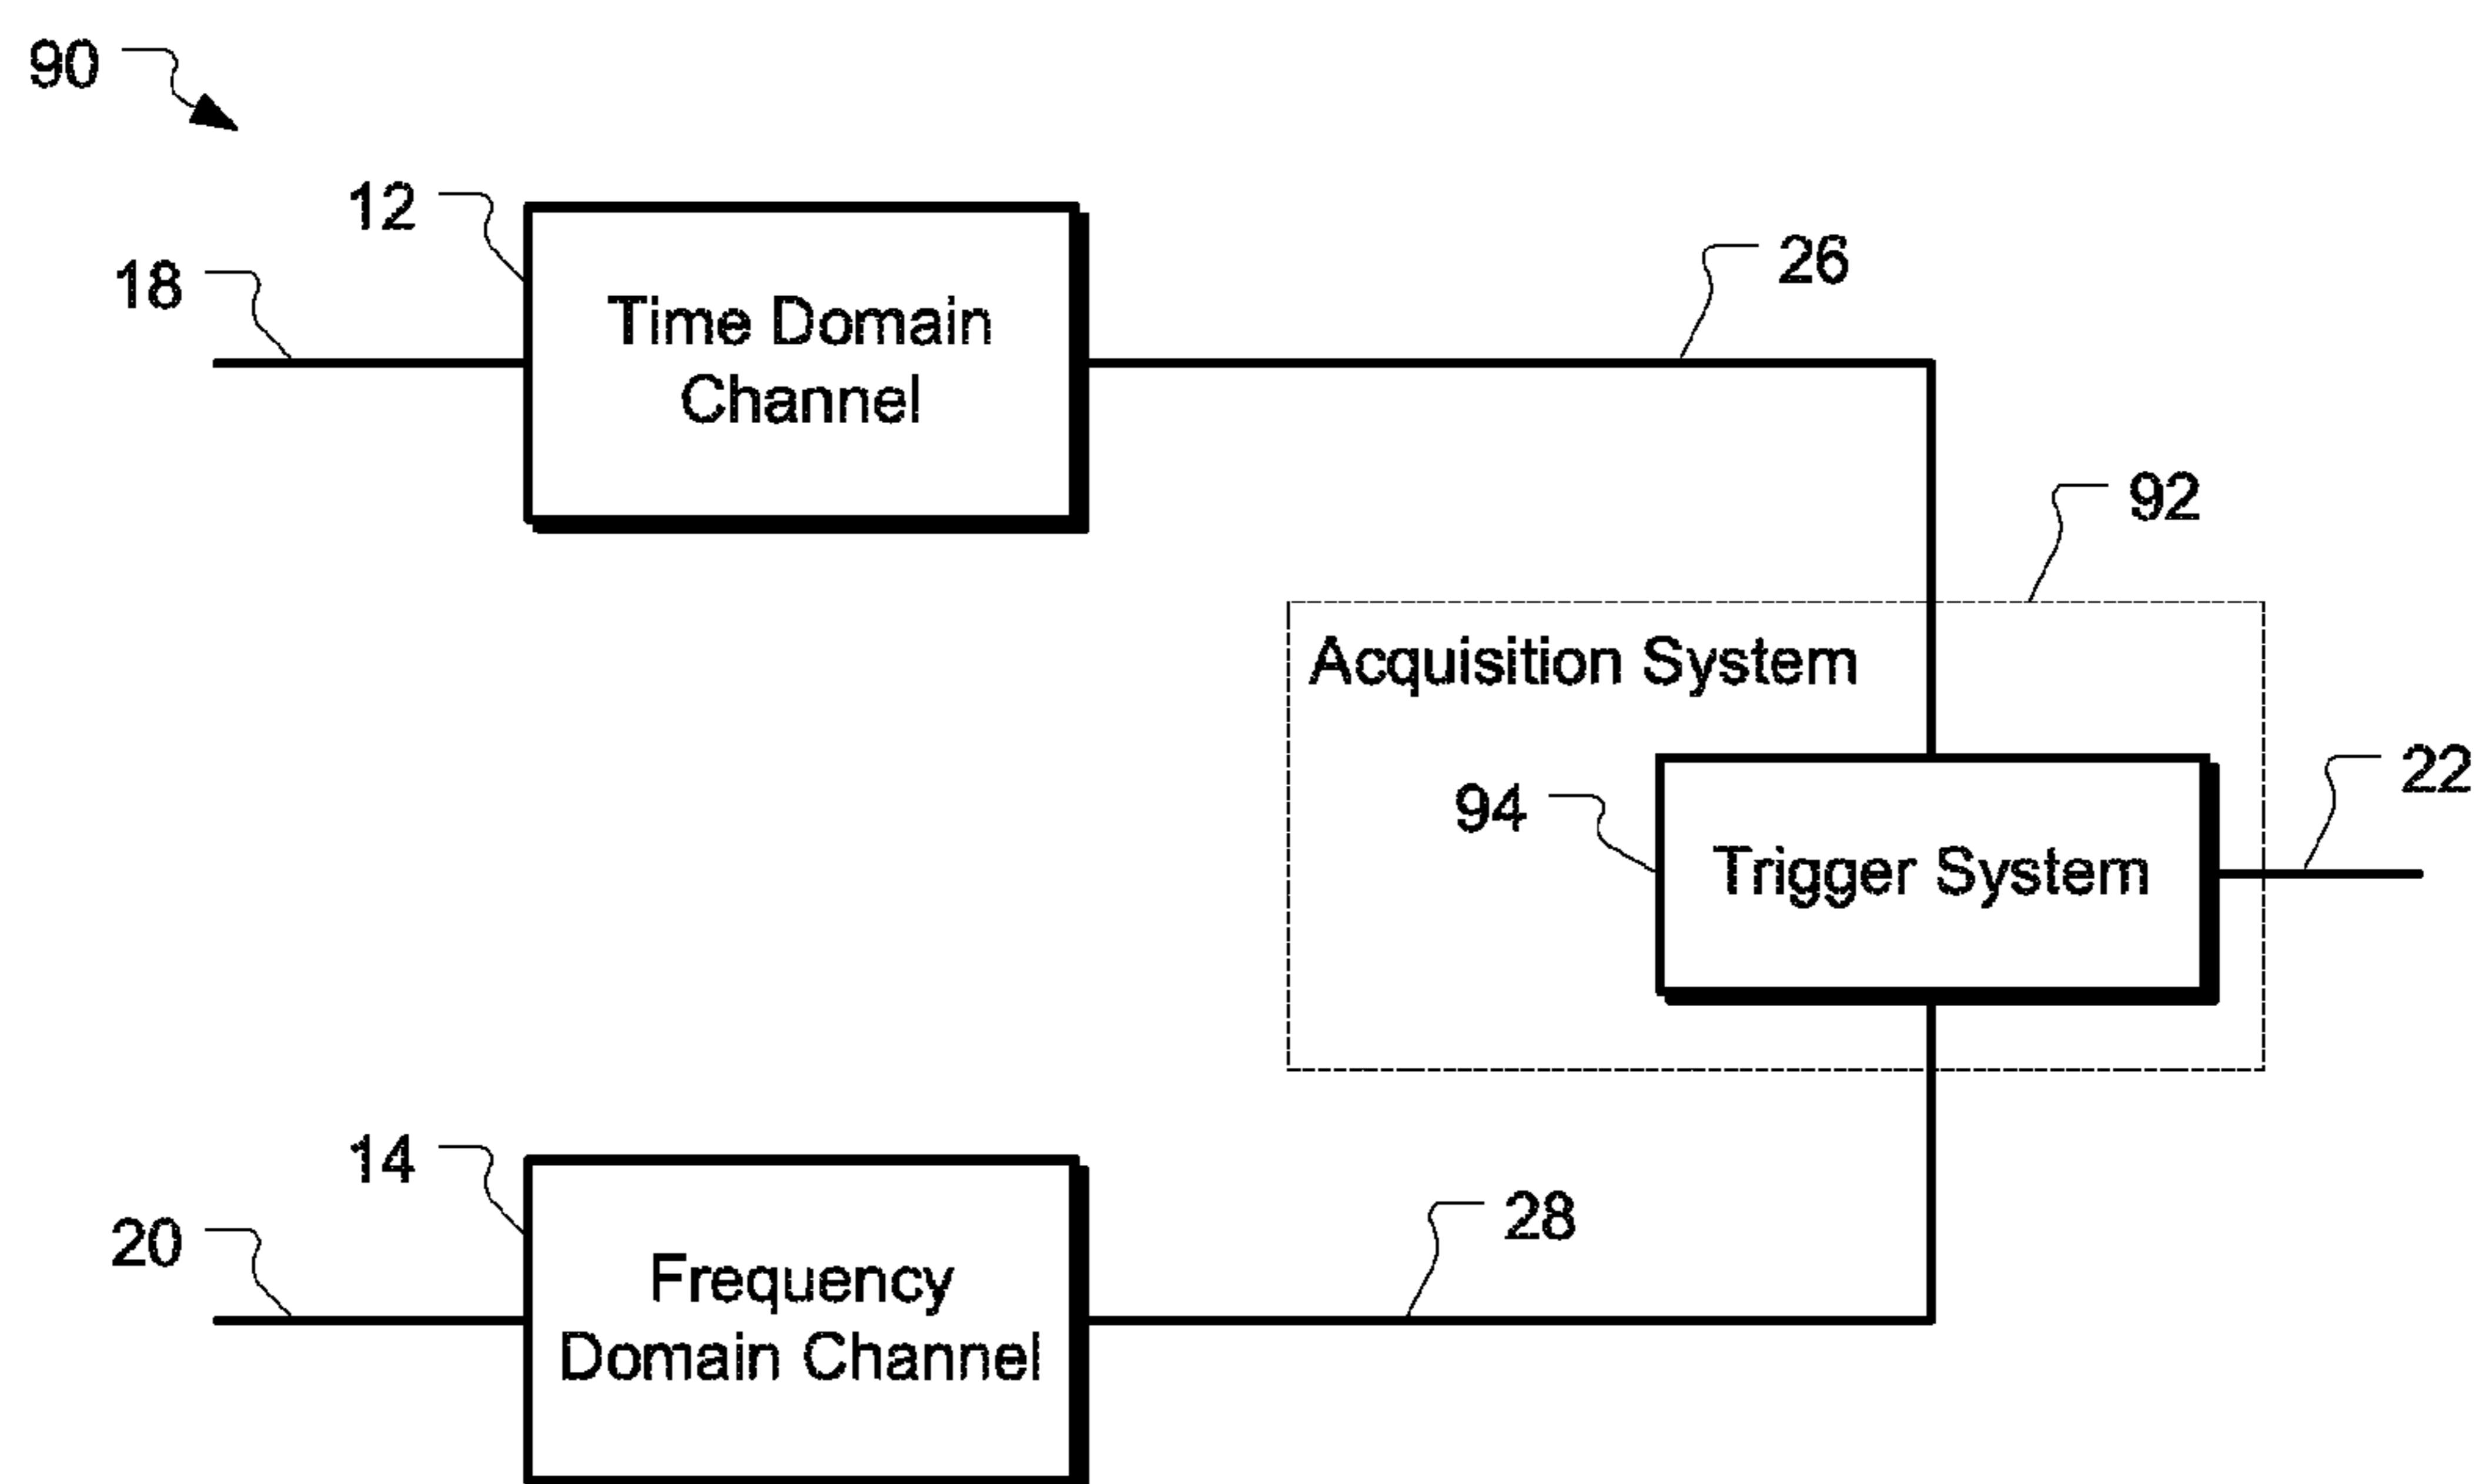 90
12
18
Time Domain
Channel
26
92
Acquisition System
22
94
Trigger System
14
20
28
Frequency
Domain Channel